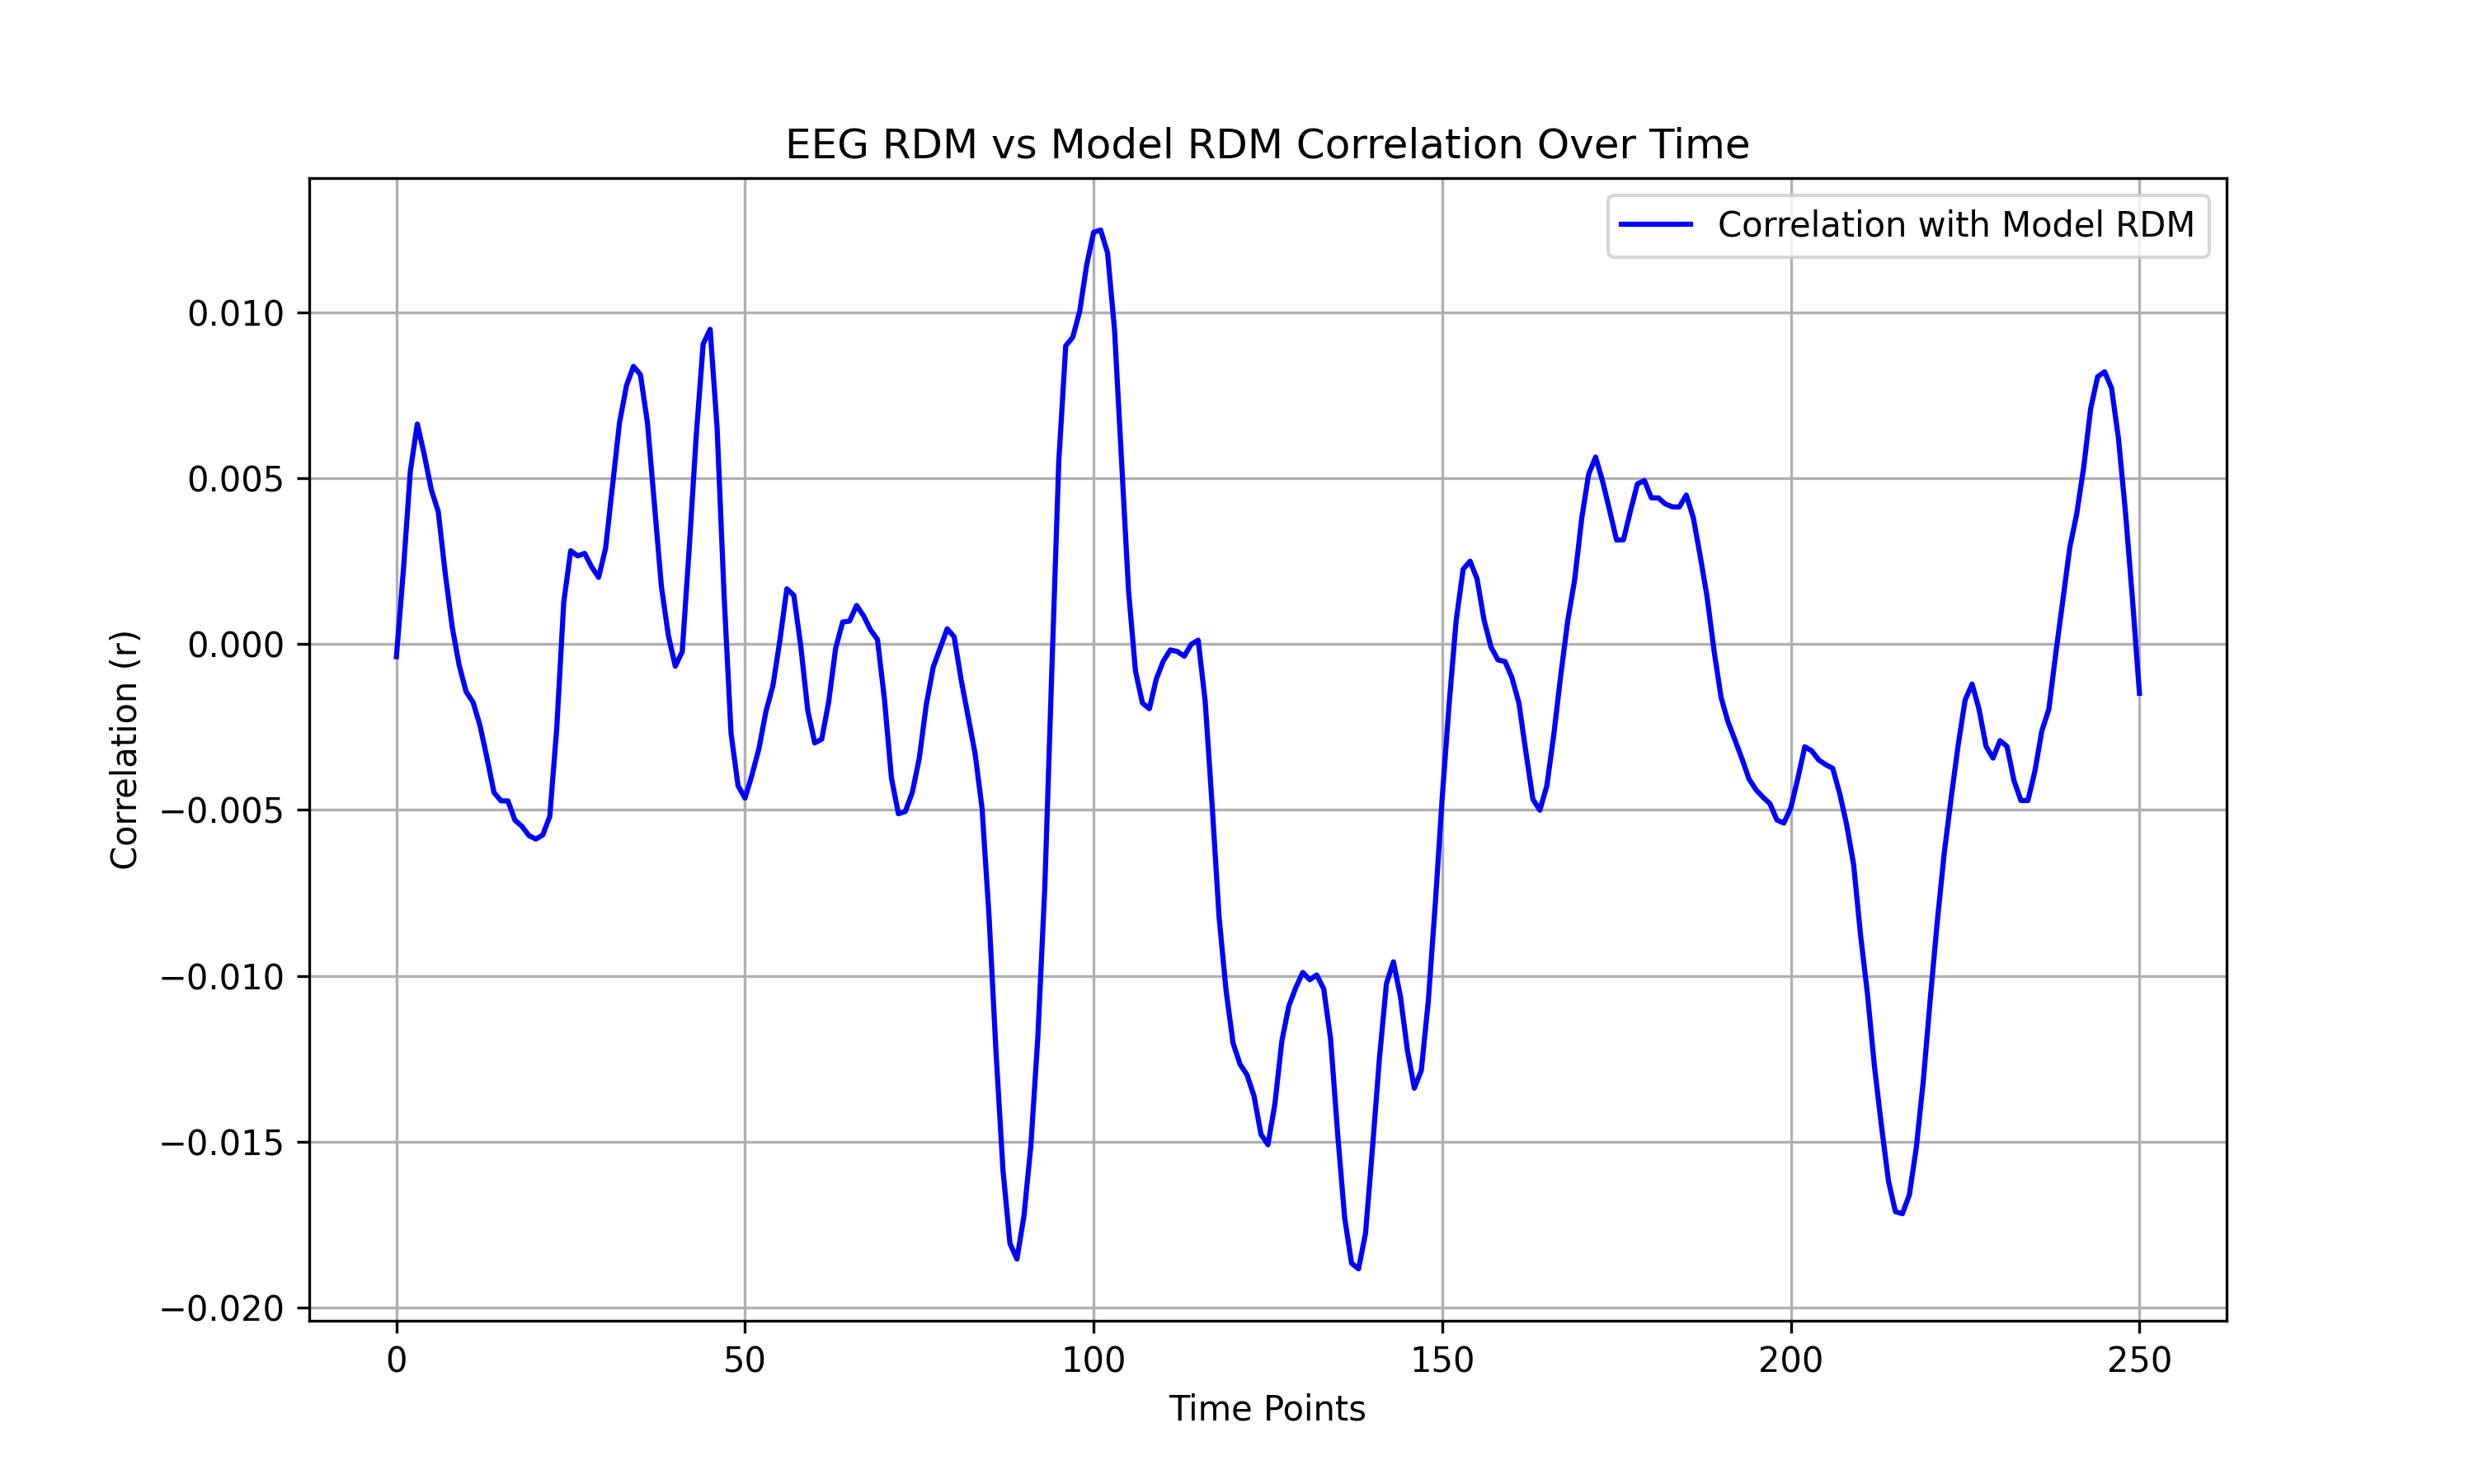 EEG RDM vs Model RDM Correlation Over Time
Correlation with Model RDM
Correlation (r)
0.010
0.005
0.000
−0.005
−0.010
−0.015
−0.020
0 50 100 150 200 250
Time Points